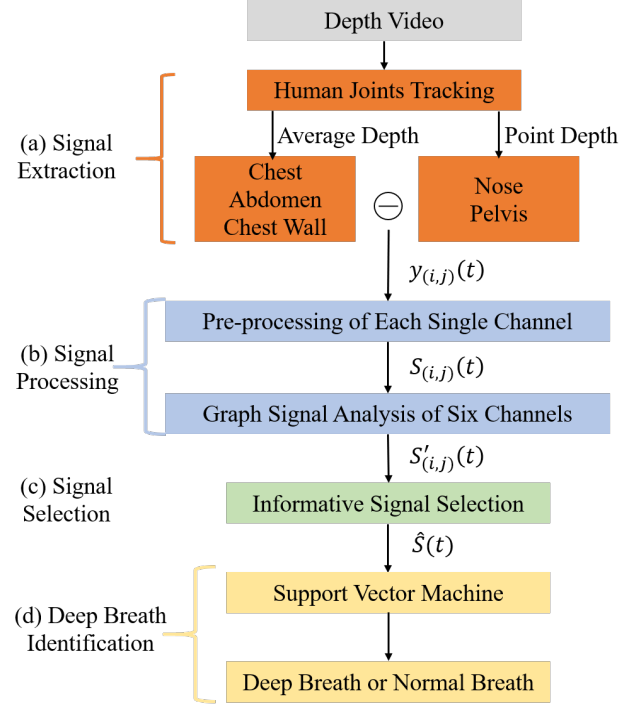 Depth Video
Human Joints Tracking
(a) Signal
Extraction
Average Depth
Point Depth
Chest
Abdomen
Chest Wall
−
Nose
Pelvis
y(i,j)(t)
Pre-processing of Each Single Channel
(b) Signal
Processing
S(i,j)(t)
Graph Signal Analysis of Six Channels
S′(i,j)(t)
(c) Signal
Selection
Informative Signal Selection
Ŝ(t)
Support Vector Machine
(d) Deep Breath
Identification
Deep Breath or Normal Breath